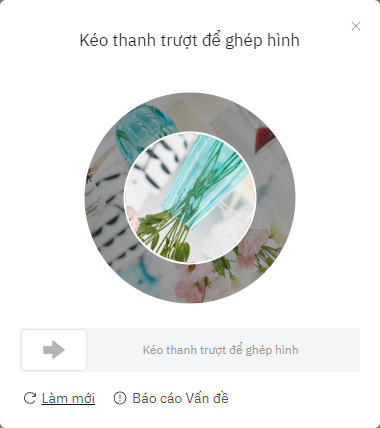 Kéo thanh trượt để ghép hình
Kéo thanh trượt để ghép hình
Làm mới
Báo cáo Vấn đề